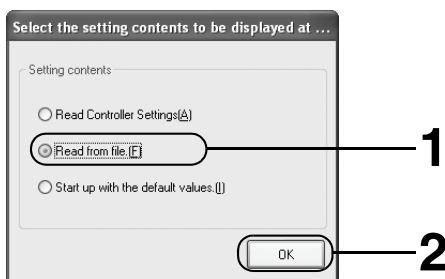 Select the setting contents to be displayed at ...
Setting contents
Read Controller Settings(A)
Read from file.(F)
1
Start up with the default values.(I)
OK
2